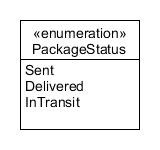 «enumeration»
PackageStatus
Sent
Delivered
InTransit